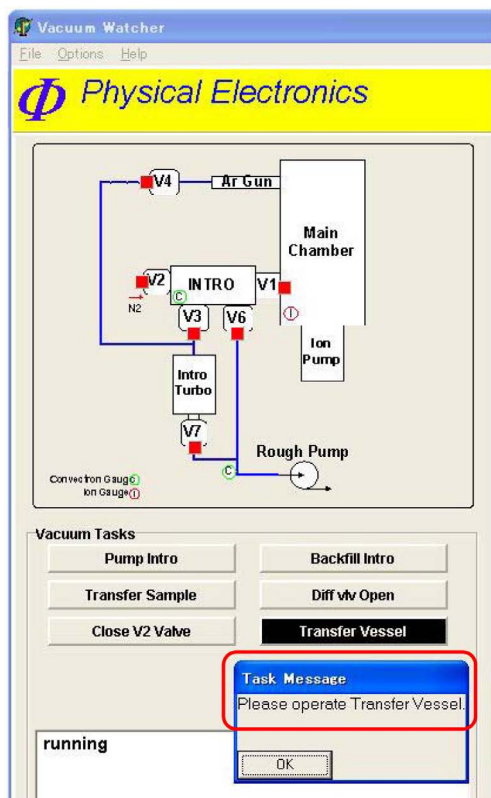 Vacuum Watcher
File Options Help
Φ Physical Electronics
V4
Ar Gun
Main
Chamber
V2
INTRO
V1
N2
C
V3
V6
I
Ion
Pump
Intro
Turbo
V7
Rough Pump
C
Convectron Gauge C
Ion Gauge I
Vacuum Tasks
Pump Intro
Backfill Intro
Transfer Sample
Diff vlv Open
Close V2 Valve
Transfer Vessel
Task Message
Please operate Transfer Vessel.
OK
running